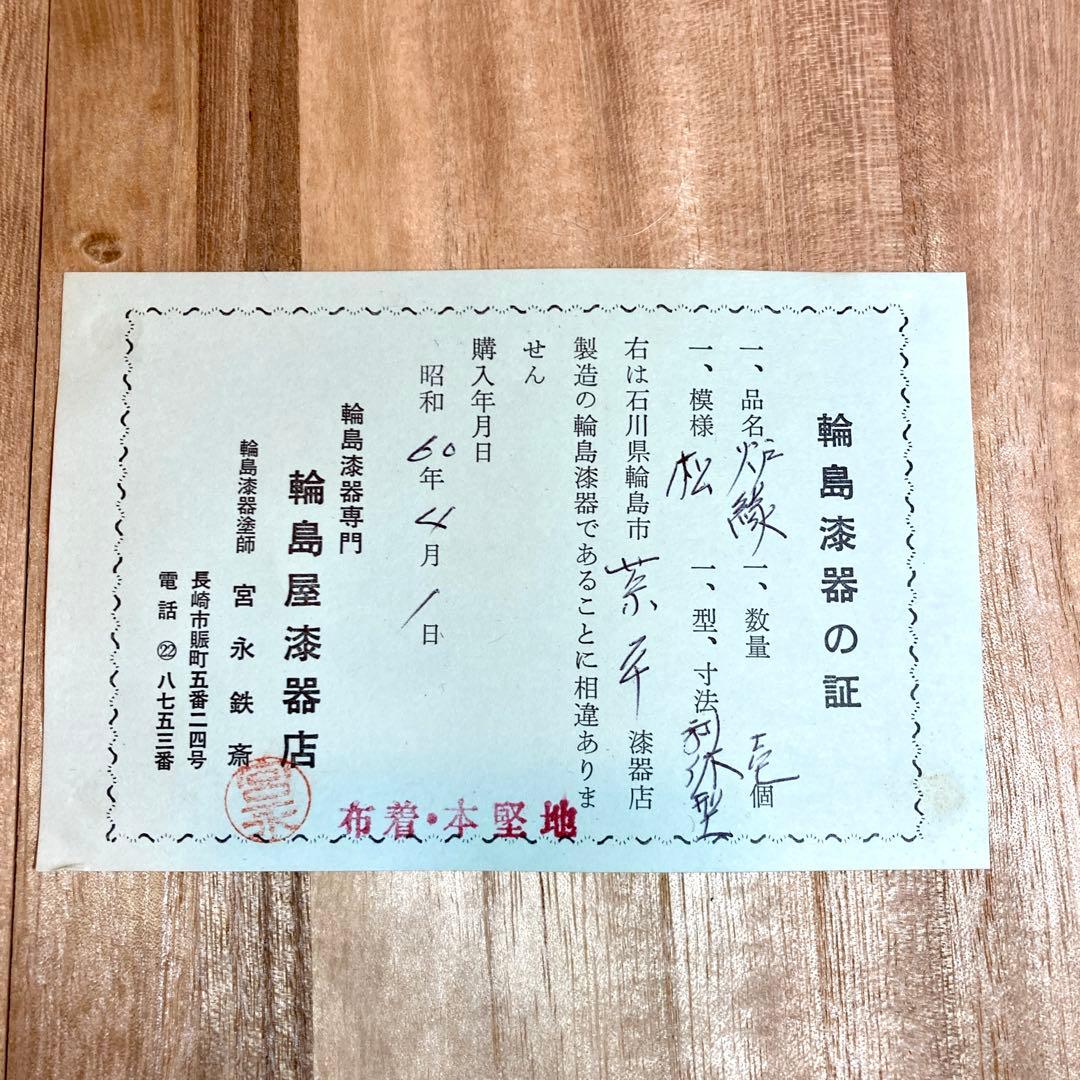 輪島漆器の証
一、品名 炉縁 一、数量 壱個
一、模様 松 一、型、寸法 利休型
右は石川県輪島市 漆器店
製造の輪島漆器であることに相違ありま
せん
購入年月日
昭和60年4月1日
輪島漆器専門
輪島屋漆器店
輪島漆器塗師 宮永鉄斎
長崎市賑町五番二四号
電話㉒八七五三番
宮永
布着・本堅地